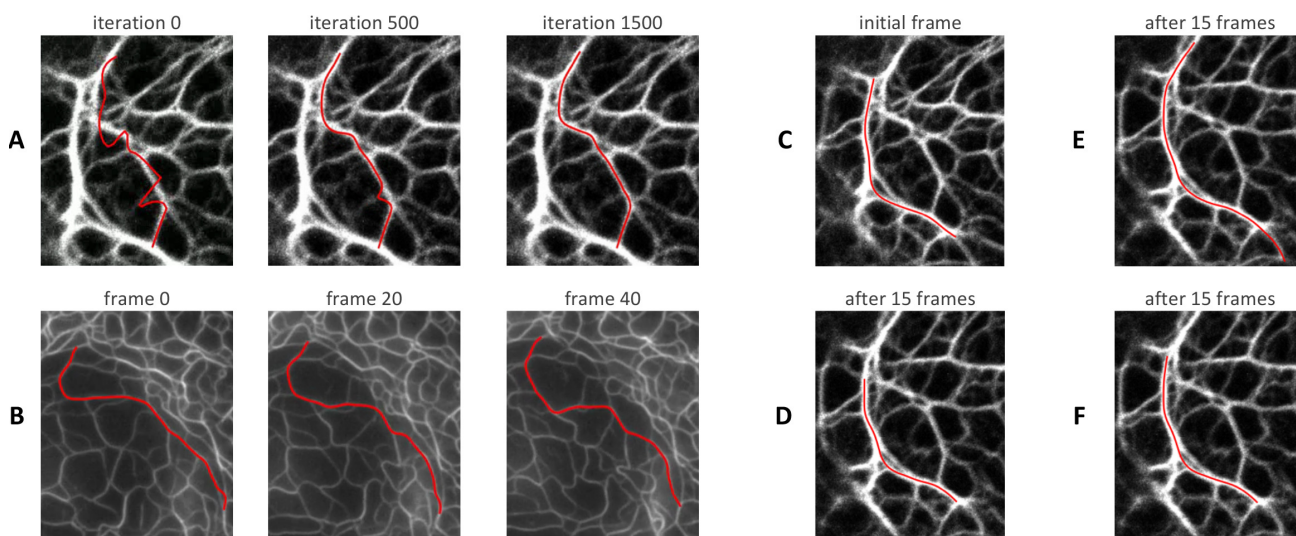 iteration 0 iteration 500 iteration 1500 initial frame after 15 frames
A C E
frame 0 frame 20 frame 40 after 15 frames after 15 frames
B D F